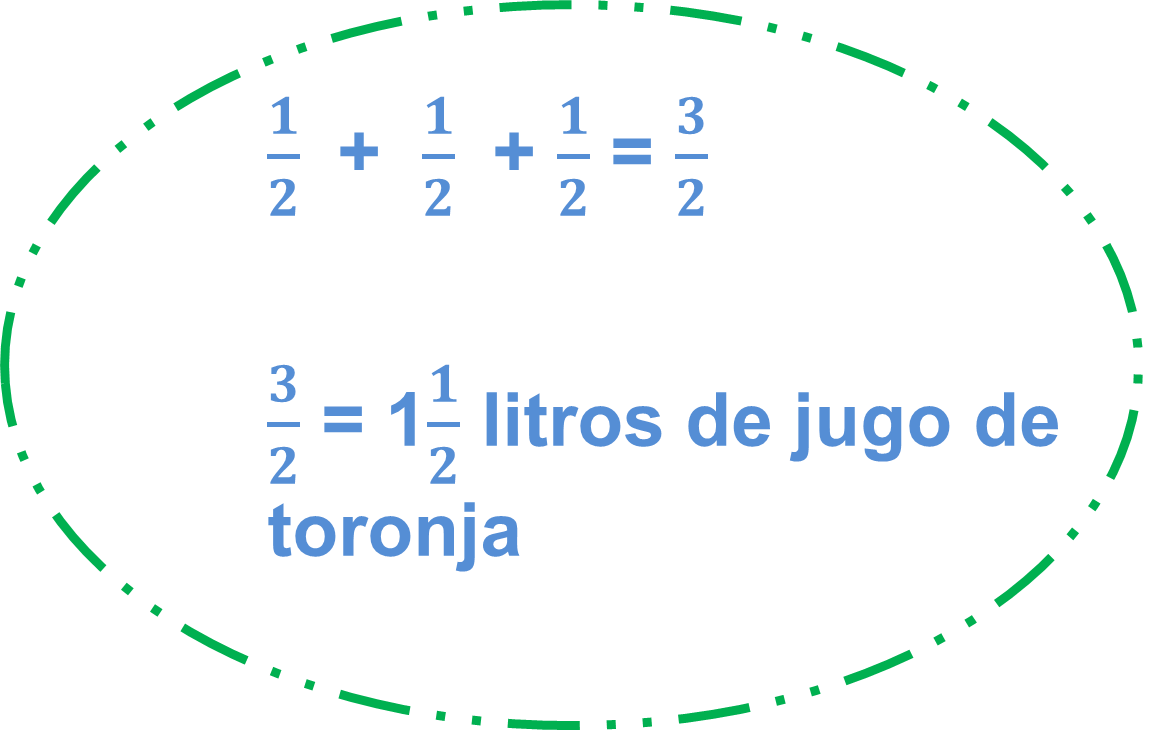 1/2 + 1/2 + 1/2 = 3/2
3/2 = 1 1/2 litros de jugo de
toronja